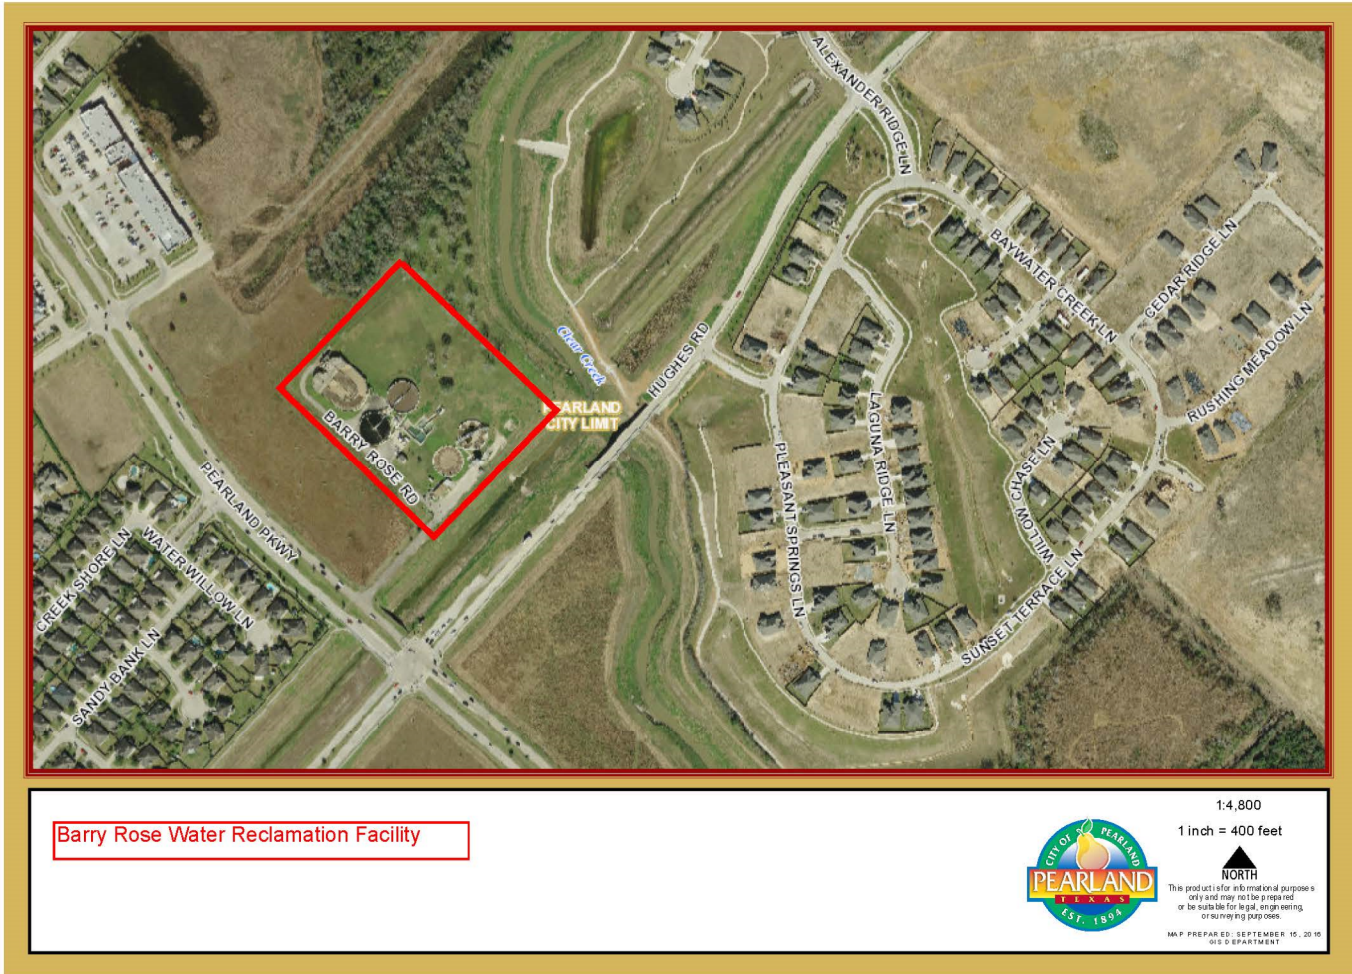 ALEXANDER RIDGE LN
BAYWATER CREEK LN
CEDAR RIDGE LN
RUSHING MEADOW LN
Clear Creek
HUGHES RD
PEARLAND
CITY LIMIT
BARRY ROSE RD
LAGUNA RIDGE LN
PLEASANT SPRINGS LN
WILLOW CHASE LN
SUNSET TERRACE LN
PEARLAND PKWY
CREEK SHORE LN
WATER WILLOW LN
SANDY BANK LN
Barry Rose Water Reclamation Facility
CITY OF PEARLAND
PEARLAND
TEXAS
EST. 1894
1:4,800
1 inch = 400 feet
NORTH
This product is for informational purposes
only and may not be prepared
or be suitable for legal, engineering,
or surveying purposes.
MAP PREPARED: SEPTEMBER 15, 2015
GIS DEPARTMENT